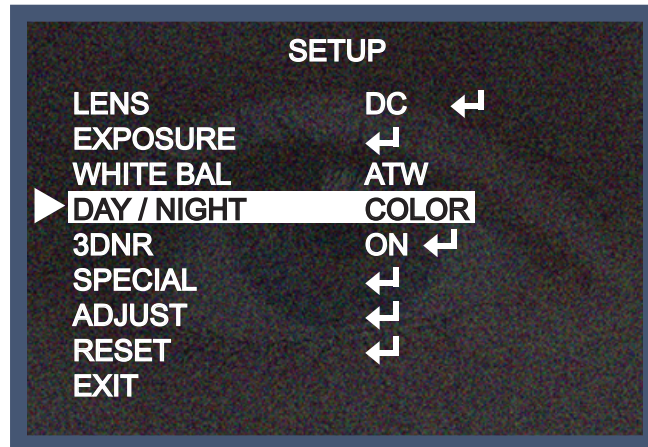 SETUP
LENS DC ↵
EXPOSURE ↵
WHITE BAL ATW
DAY / NIGHT COLOR
3DNR ON ↵
SPECIAL ↵
ADJUST ↵
RESET ↵
EXIT